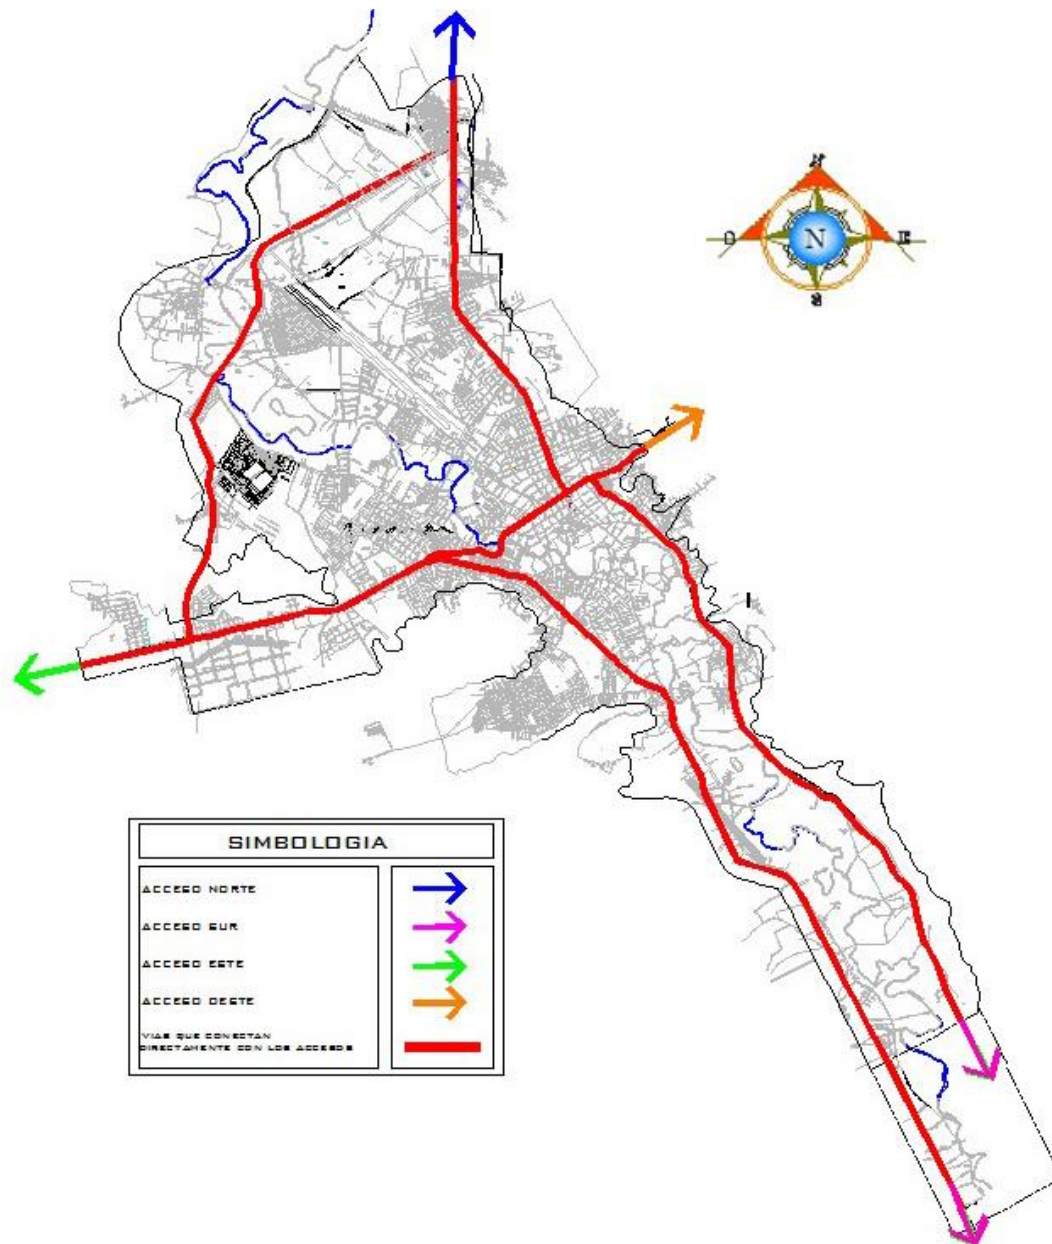 N
O
N
E
S
SIMBOLOGIA
ACCESO NORTE
ACCESO SUR
ACCESO ESTE
ACCESO OESTE
VIAS QUE CONECTAN
DIRECTAMENTE CON LOS ACCESOS